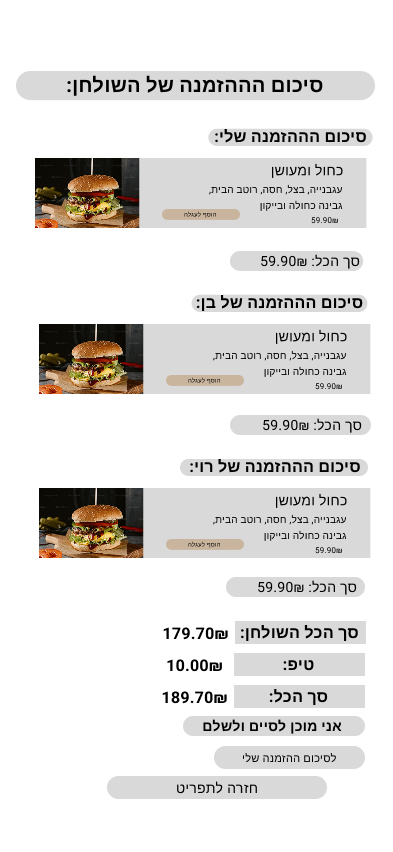 סיכום הההזמנה של השולחן:
סיכום הההזמנה שלי:
כחול ומעושן
עגבנייה, בצל, חסה, רוטב הבית,
גבינה כחולה ובייקון
הוסף לעגלה
59.90₪
סך הכל: 59.90₪
סיכום הההזמנה של בן:
כחול ומעושן
עגבנייה, בצל, חסה, רוטב הבית,
גבינה כחולה ובייקון
הוסף לעגלה
59.90₪
סך הכל: 59.90₪
סיכום הההזמנה של רוי:
כחול ומעושן
עגבנייה, בצל, חסה, רוטב הבית,
גבינה כחולה ובייקון
הוסף לעגלה
59.90₪
סך הכל: 59.90₪
סך הכל השולחן: 179.70₪
טיפ: 10.00₪
סך הכל: 189.70₪
אני מוכן לסיים ולשלם
לסיכום ההזמנה שלי
חזרה לתפריט